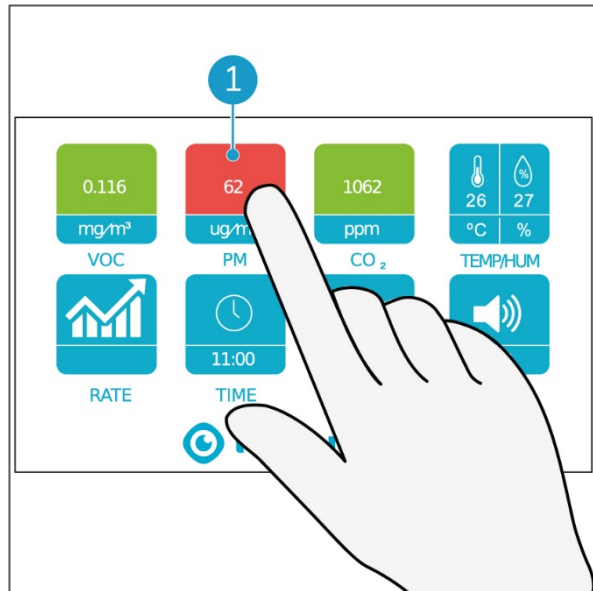 1
0.116
62
1062
%
26
27
mg/m³
ppm
°C
%
VOC
PM
CO₂
TEMP/HUM
11:00
RATE
TIME